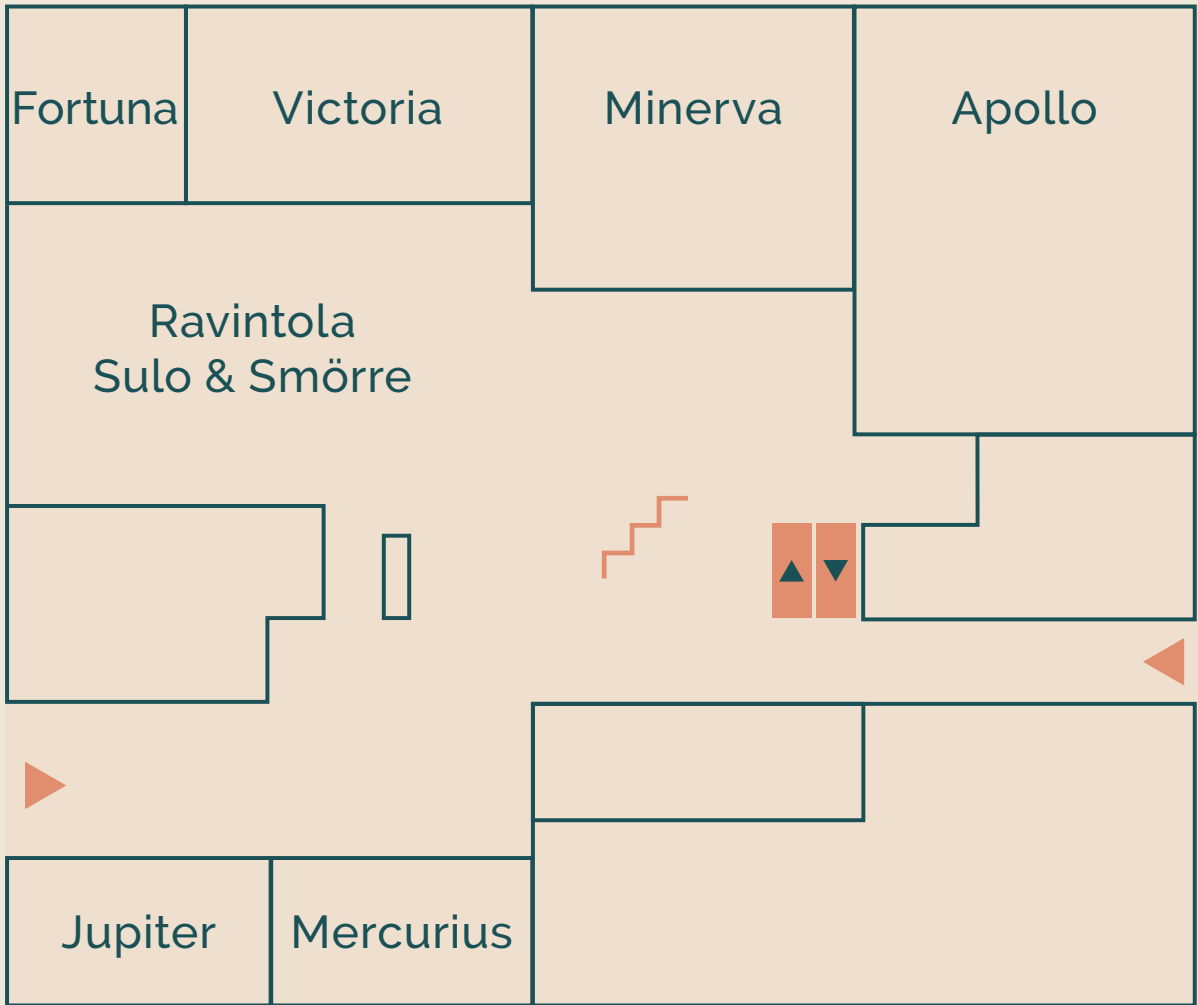 Fortuna
Victoria
Minerva
Apollo
Ravintola
Sulo & Smörre
Jupiter
Mercurius